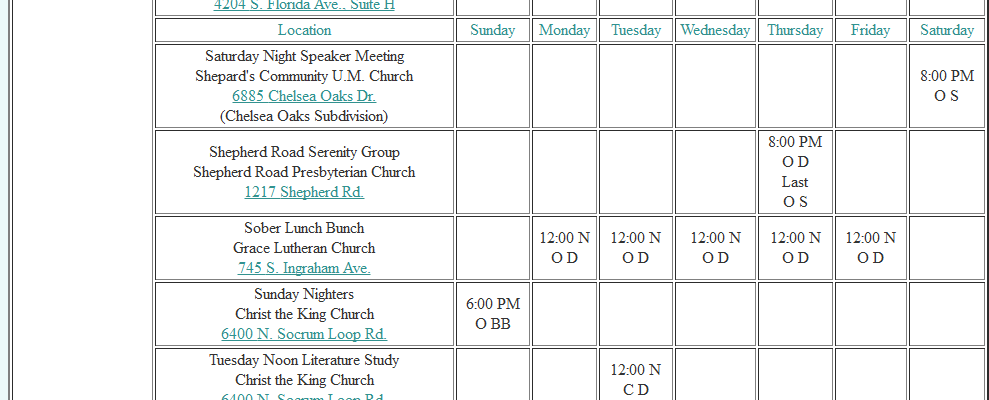 4204 S. Florida Ave.. Suite H
Location Sunday Monday Tuesday Wednesday Thursday Friday Saturday
Saturday Night Speaker Meeting
Shepard's Community U.M. Church
6885 Chelsea Oaks Dr.
(Chelsea Oaks Subdivision)
8:00 PM
O S
Shepherd Road Serenity Group
Shepherd Road Presbyterian Church
1217 Shepherd Rd.
8:00 PM
O D
Last
O S
Sober Lunch Bunch
Grace Lutheran Church
745 S. Ingraham Ave.
12:00 N 12:00 N 12:00 N 12:00 N 12:00 N
O D O D O D O D O D
Sunday Nighters
Christ the King Church
6400 N. Socrum Loop Rd.
6:00 PM
O BB
Tuesday Noon Literature Study
Christ the King Church
6400 N. Socrum Loop Rd.
12:00 N
C D